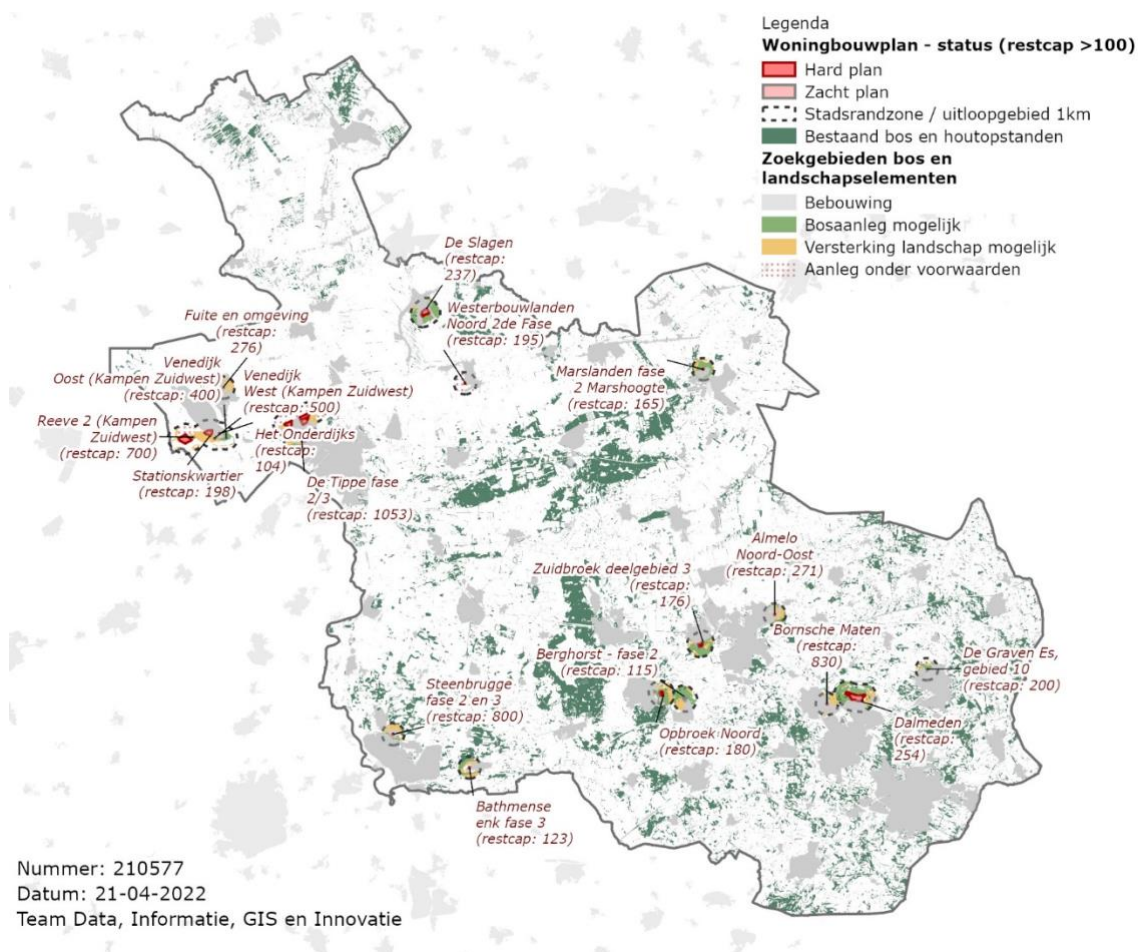 Legenda
Woningbouwplan - status (restcap >100)
Hard plan
Zacht plan
Stadsrandzone / uitloopgebied 1km
Bestaand bos en houtopstanden
Zoekgebieden bos en
landschapselementen
Bebouwing
Bosaanleg mogelijk
Versterking landschap mogelijk
Aanleg onder voorwaarden
De Slagen
(restcap:
237)
Westerbouwlanden
Noord 2de Fase
(restcap: 195)
Fuite en omgeving
(restcap:
276)
Venedijk
Oost (Kampen Zuidwest)
(restcap: 400)
Venedijk
West (Kampen Zuidwest)
(restcap: 500)
Reeve 2 (Kampen
Zuidwest)
(restcap: 700)
Het Onderdijks
(restcap:
104)
Stationskwartier
(restcap: 198)
De Tippe fase
2/3
(restcap: 1053)
Marslanden fase
2 Marshoogte
(restcap: 165)
Almelo
Noord-Oost
(restcap: 271)
Zuidbroek deelgebied 3
(restcap:
176)
Bornsche Maten
(restcap:
830)
De Graven Es,
gebied 10
(restcap: 200)
Berghorst - fase 2
(restcap: 115)
Steenbrugge
fase 2 en 3
(restcap: 800)
Opbroek Noord
(restcap: 180)
Dalmeden
(restcap:
254)
Bathmense
enk fase 3
(restcap: 123)
Nummer: 210577
Datum: 21-04-2022
Team Data, Informatie, GIS en Innovatie